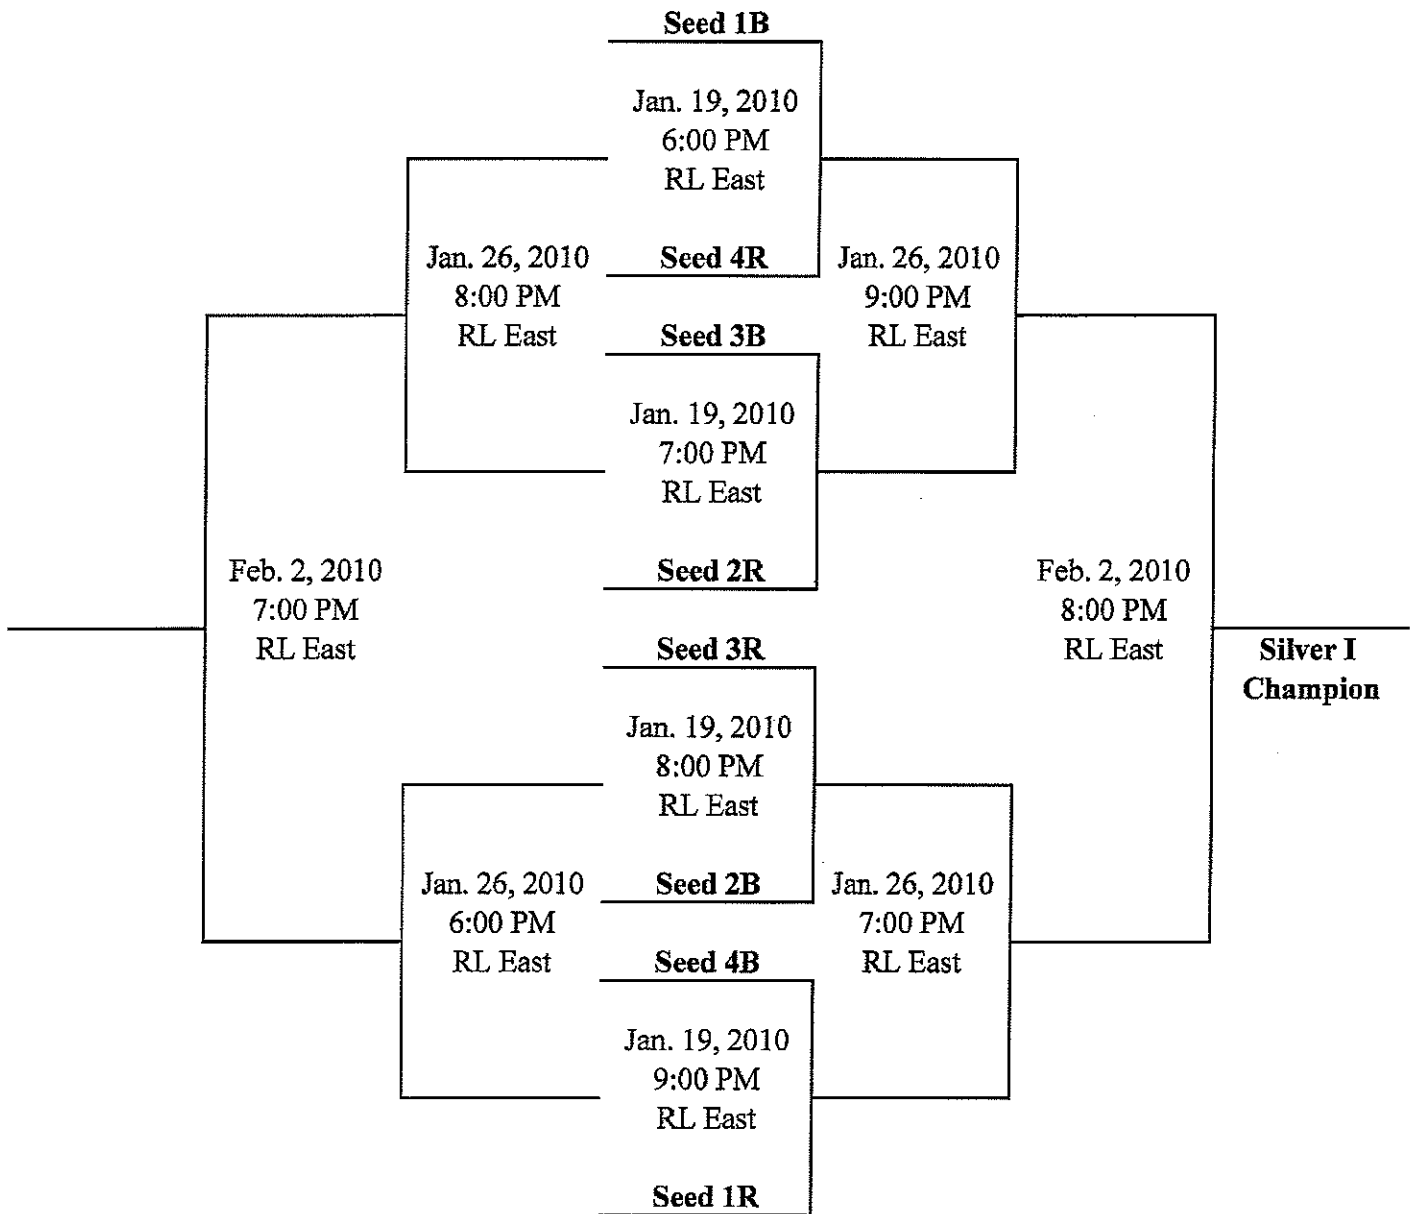 Seed 1B
Jan. 19, 2010
6:00 PM
RL East
Seed 4R
Jan. 26, 2010
8:00 PM
RL East
Jan. 26, 2010
9:00 PM
RL East
Seed 3B
Jan. 19, 2010
7:00 PM
RL East
Seed 2R
Feb. 2, 2010
7:00 PM
RL East
Feb. 2, 2010
8:00 PM
RL East
Silver I
Champion
Seed 3R
Jan. 19, 2010
8:00 PM
RL East
Seed 2B
Jan. 26, 2010
6:00 PM
RL East
Jan. 26, 2010
7:00 PM
RL East
Seed 4B
Jan. 19, 2010
9:00 PM
RL East
Seed 1R